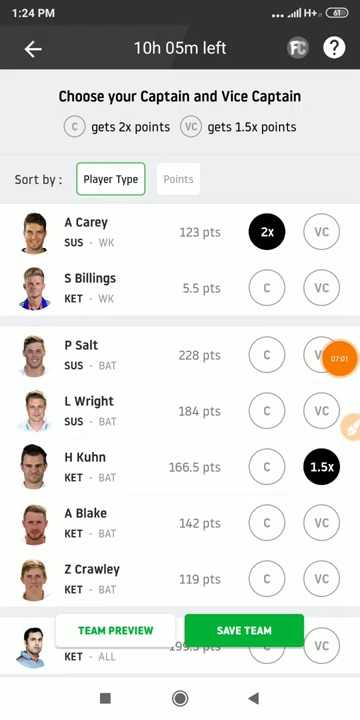 1:24 PM
H+
61
10h 05m left
FC
?
Choose your Captain and Vice Captain
C gets 2x points VC gets 1.5x points
Sort by : Player Type Points
A Carey
SUS - WK
123 pts
2x
VC
S Billings
KET - WK
5.5 pts
C
VC
P Salt
SUS - BAT
228 pts
C
07:01
L Wright
SUS - BAT
184 pts
C
VC
H Kuhn
KET - BAT
166.5 pts
C
1.5x
A Blake
KET - BAT
142 pts
C
VC
Z Crawley
KET - BAT
119 pts
C
VC
TEAM PREVIEW
SAVE TEAM
KET - ALL
C
VC